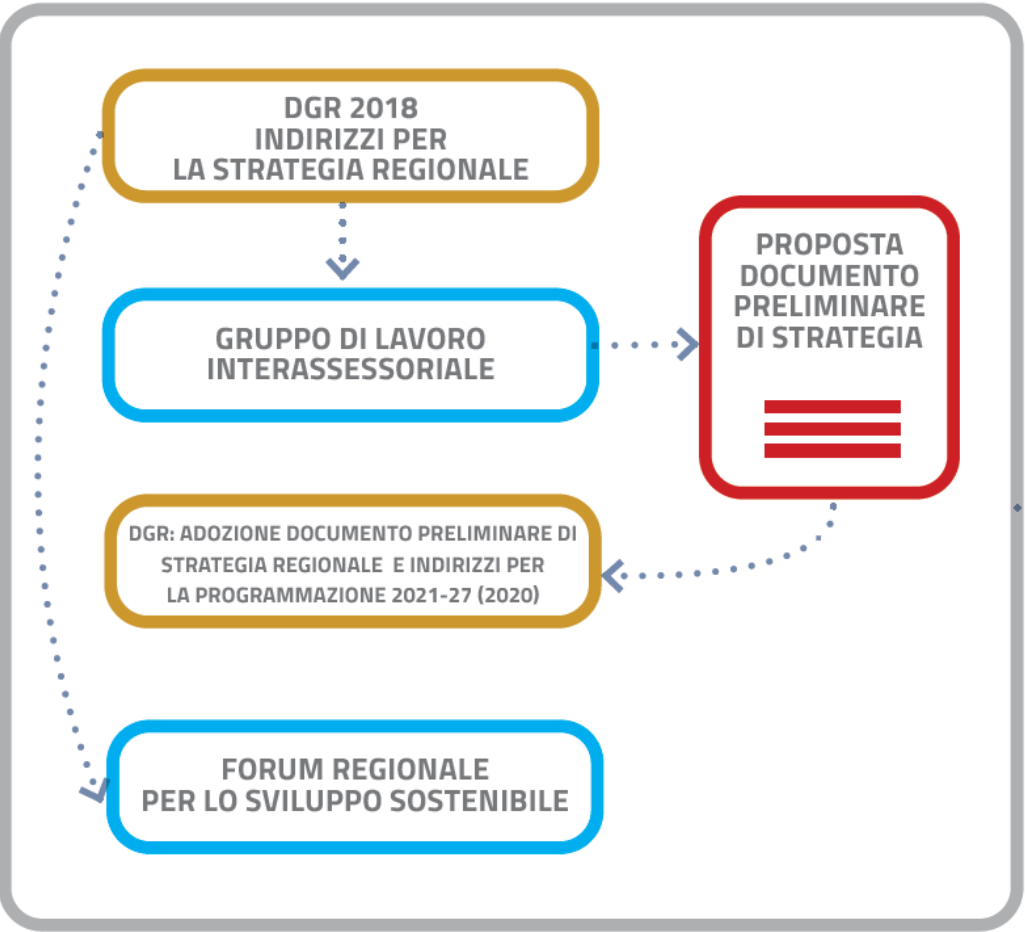 DGR 2018
INDIRIZZI PER
LA STRATEGIA REGIONALE
GRUPPO DI LAVORO
INTERASSESSORIALE
PROPOSTA
DOCUMENTO
PRELIMINARE
DI STRATEGIA
DGR: ADOZIONE DOCUMENTO PRELIMINARE DI
STRATEGIA REGIONALE E INDIRIZZI PER
LA PROGRAMMAZIONE 2021-27 (2020)
FORUM REGIONALE
PER LO SVILUPPO SOSTENIBILE